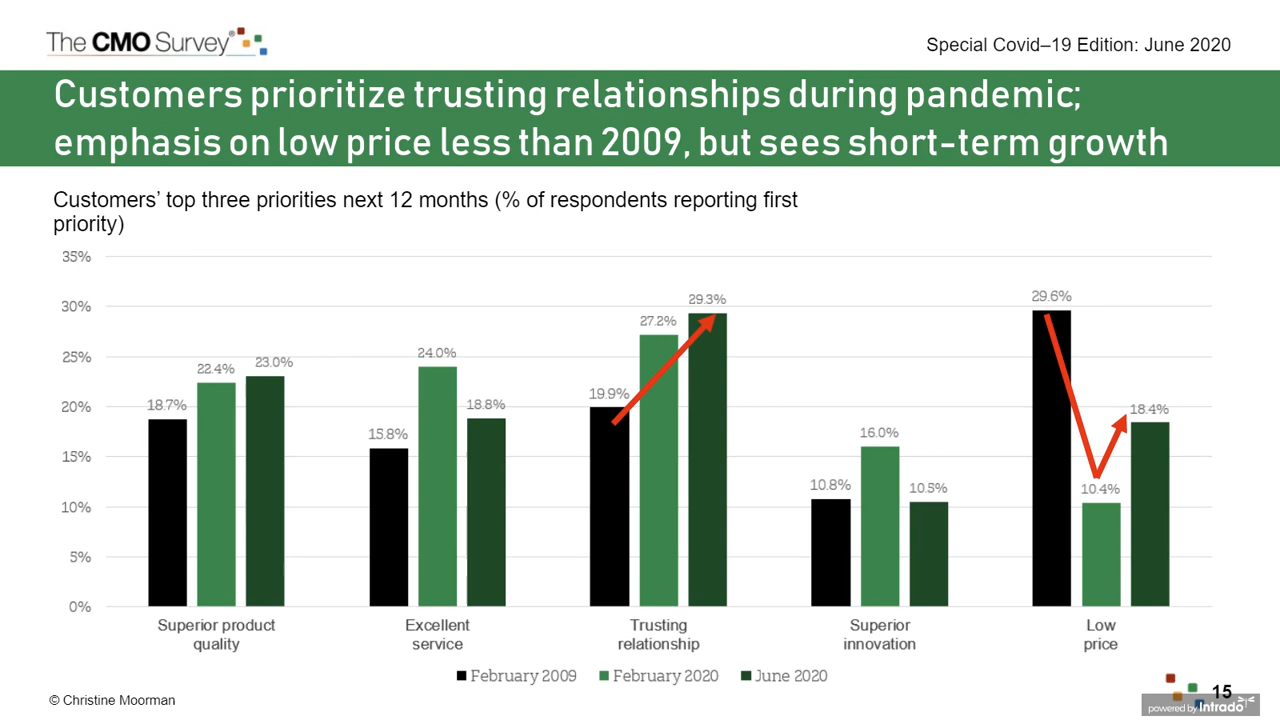 The CMO Survey®
Special Covid–19 Edition: June 2020
Customers prioritize trusting relationships during pandemic;
emphasis on low price less than 2009, but sees short-term growth
Customers’ top three priorities next 12 months (% of respondents reporting first
priority)
35%
30%
25%
20%
15%
10%
5%
0%
18.7%
22.4%
23.0%
15.8%
24.0%
18.8%
19.9%
27.2%
29.3%
10.8%
16.0%
10.5%
29.6%
10.4%
18.4%
Superior product
quality
Excellent
service
Trusting
relationship
Superior
innovation
Low
price
February 2009
February 2020
June 2020
© Christine Moorman
15
powered by Intrado